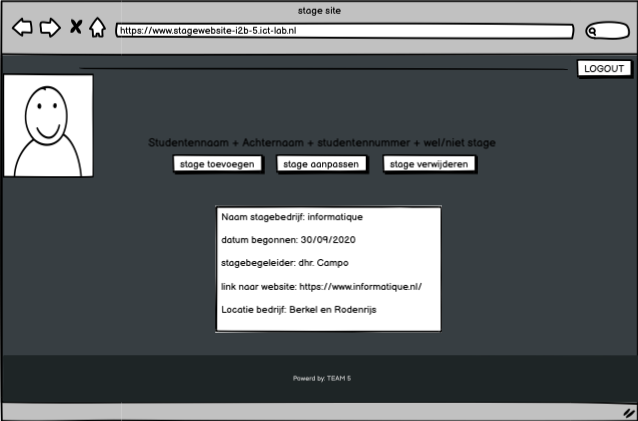 stage site
https://www.stagewebsite-i2b-5.ict-lab.nl
LOGOUT
Studentennaam + Achternaam + studentennummer + wel/niet stage
stage toevoegen
stage aanpassen
stage verwijderen
Naam stagebedrijf: informatique
datum begonnen: 30/09/2020
stagebegeleider: dhr. Campo
link naar website: https://www.informatique.nl/
Locatie bedrijf: Berkel en Rodenrijs
Powerd by: TEAM 5